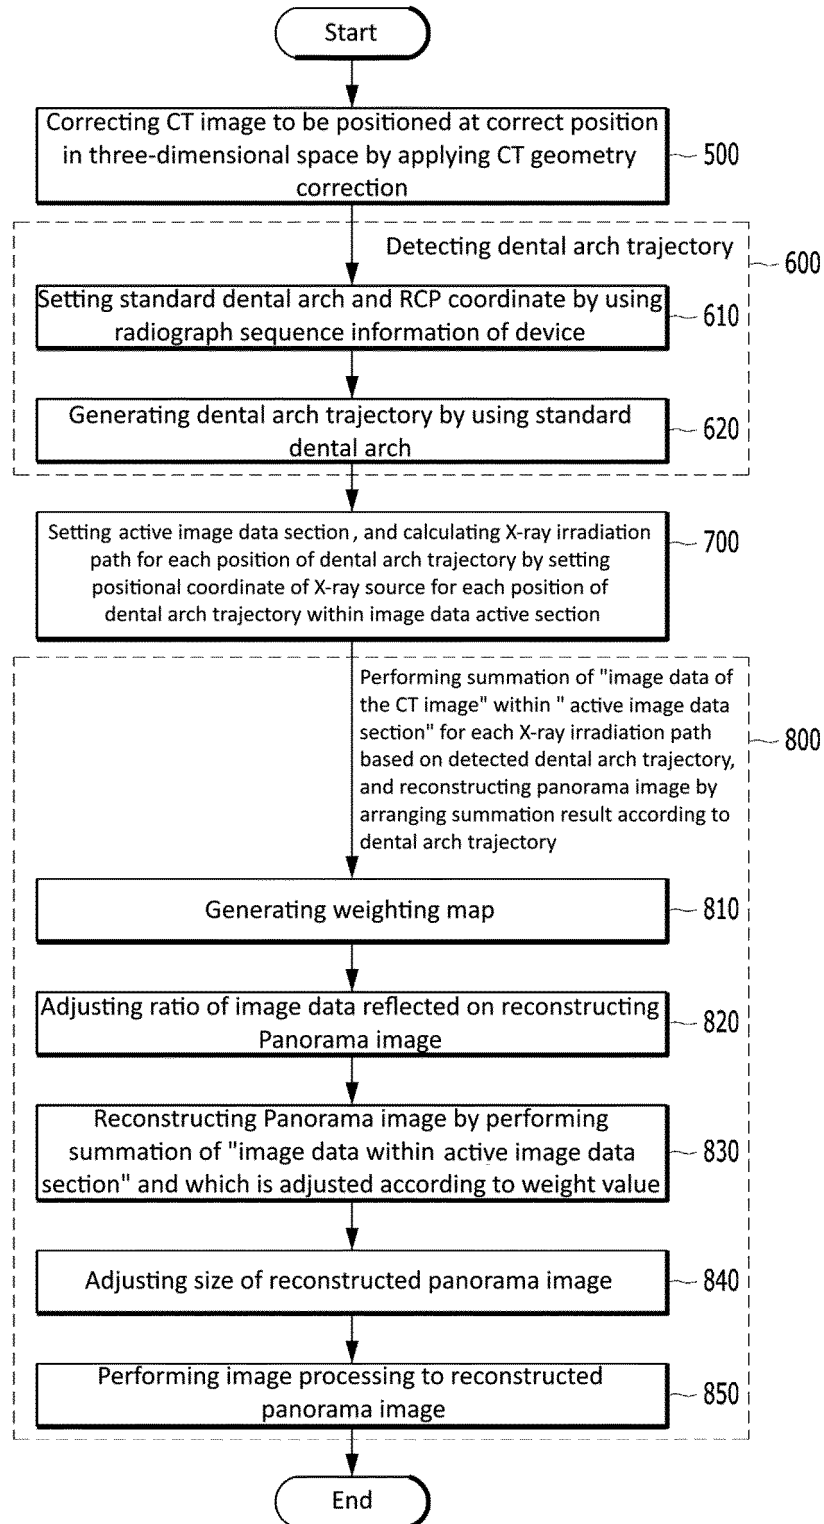 Start
Correcting CT image to be positioned at correct position
in three-dimensional space by applying CT geometry
correction
500
Detecting dental arch trajectory
600
Setting standard dental arch and RCP coordinate by using
radiograph sequence information of device
610
Generating dental arch trajectory by using standard
dental arch
620
Setting active image data section, and calculating X-ray irradiation
path for each position of dental arch trajectory by setting
positional coordinate of X-ray source for each position of
dental arch trajectory within image data active section
700
Performing summation of "image data of
the CT image" within " active image data
section" for each X-ray irradiation path
based on detected dental arch trajectory,
and reconstructing panorama image by
arranging summation result according to
dental arch trajectory
800
Generating weighting map
810
Adjusting ratio of image data reflected on reconstructing
Panorama image
820
Reconstructing Panorama image by performing
summation of "image data within active image data
section" and which is adjusted according to weight value
830
Adjusting size of reconstructed panorama image
840
Performing image processing to reconstructed
panorama image
850
End